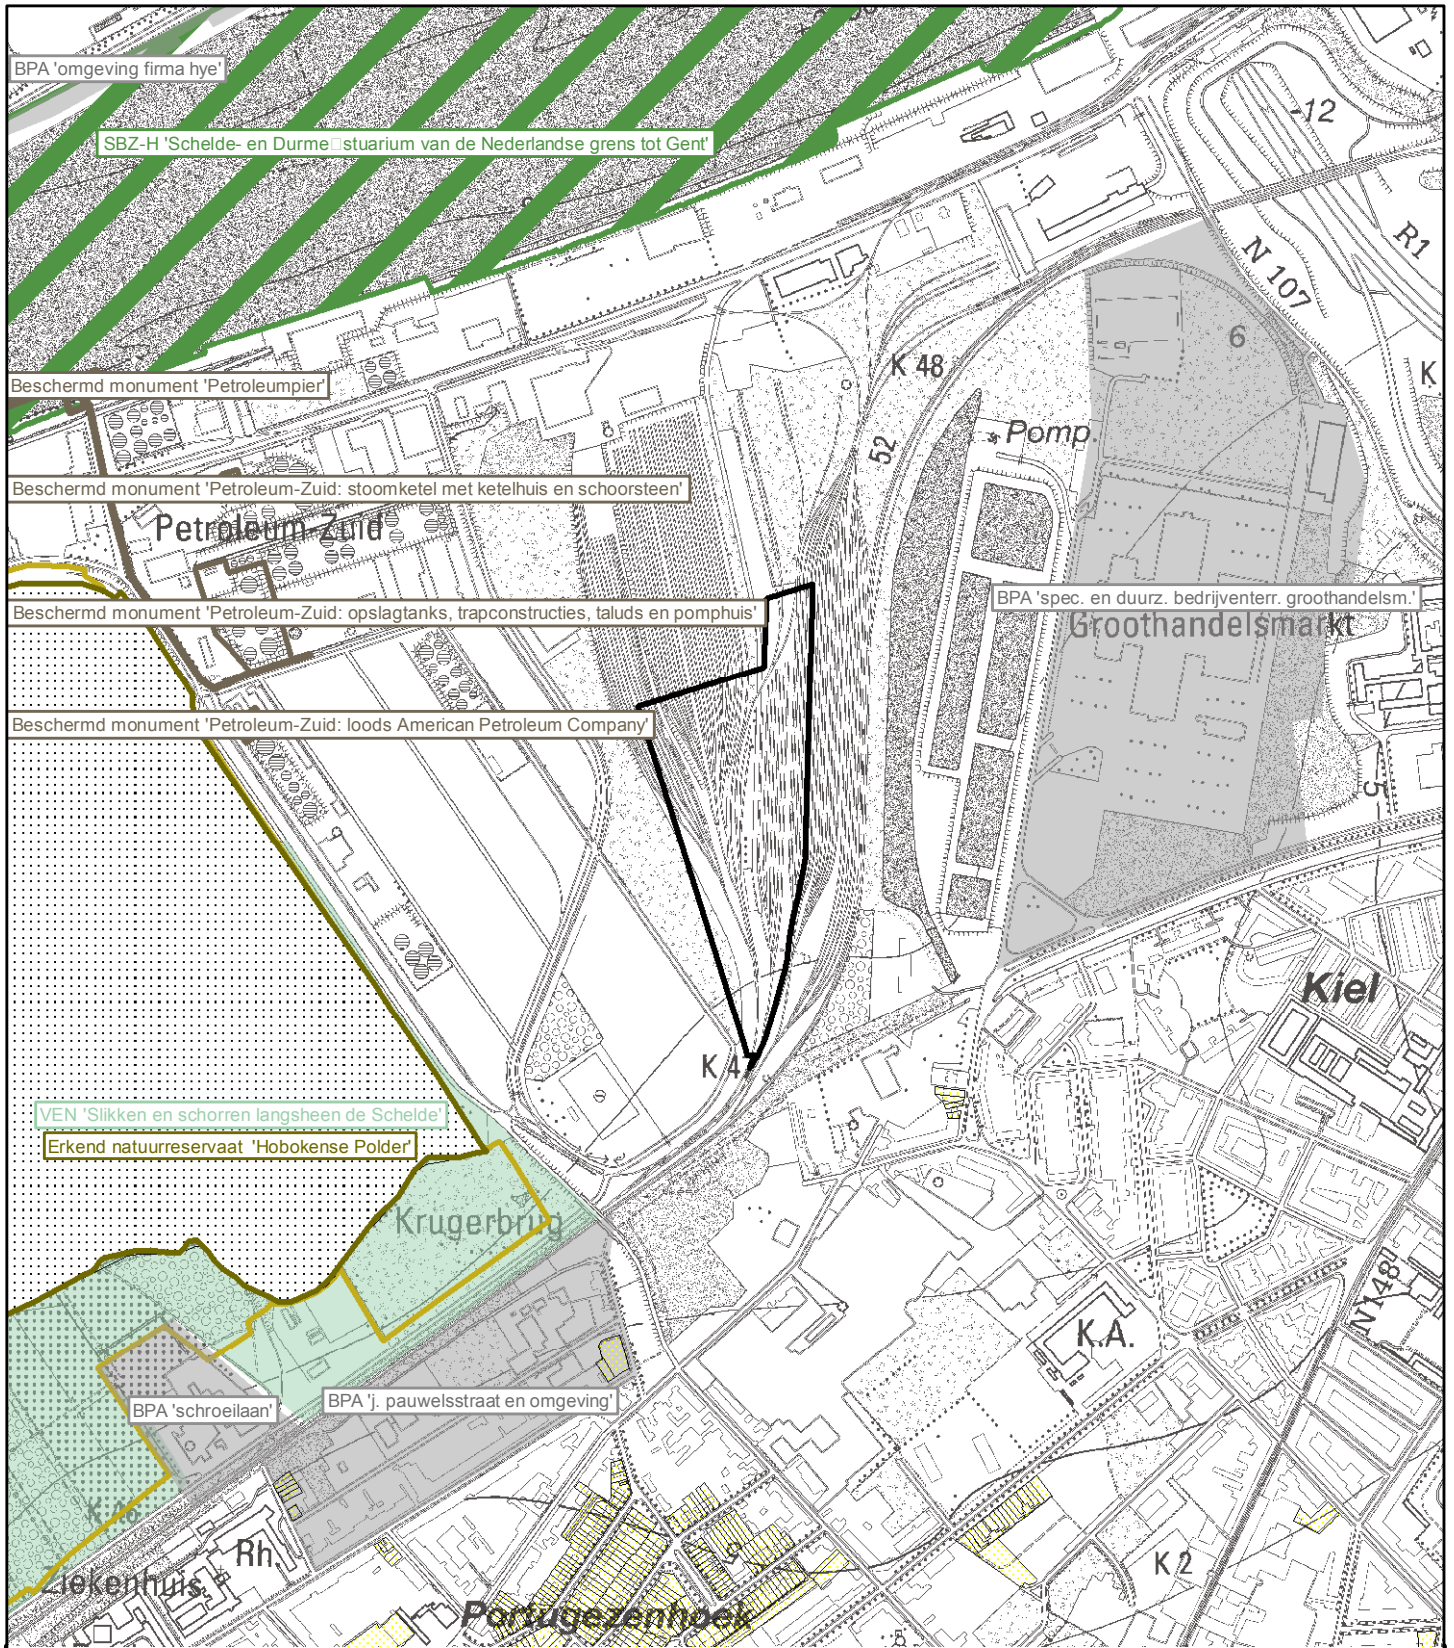 BPA 'omgeving firma hye'
12
SBZ-H 'Schelde- en Durme□stuarium van de Nederlandse grens tot Gent'
R1
N 107
6
K 48
K
Beschermd monument 'Petroleumpier'
52
Pomp.
Beschermd monument 'Petroleum-Zuid: stoomketel met ketelhuis en schoorsteen'
Petroleum-Zuid
BPA 'spec. en duurz. bedrijventerr. groothandelsm.'
Beschermd monument 'Petroleum-Zuid: opslagtanks, trapconstructies, taluds en pomphuis'
Groothandelsmarkt
Beschermd monument 'Petroleum-Zuid: loods American Petroleum Company'
5
Kiel
K 47
VEN 'Slikken en schorren langsheen de Schelde'
Erkend natuurreservaat 'Hobokense Polder'
Krugerbrug
N148
K.A.
BPA 'j. pauwelsstraat en omgeving'
BPA 'schroeilaan'
Rh.
K 2
Ziekenhuis
Portugezenhoek